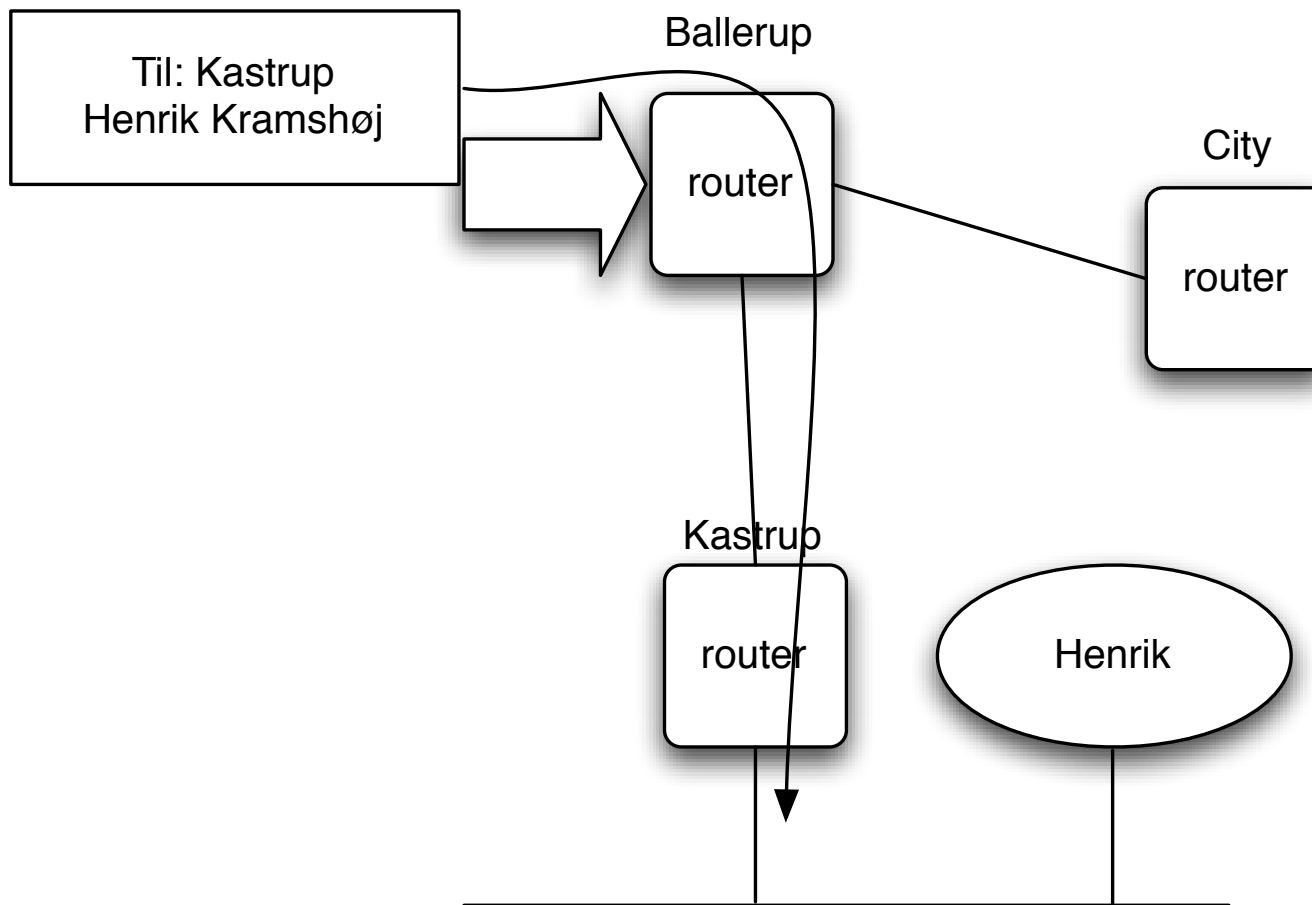 Ballerup
Til: Kastrup
Henrik Kramshøj
City
router
router
Kastrup
router
Henrik